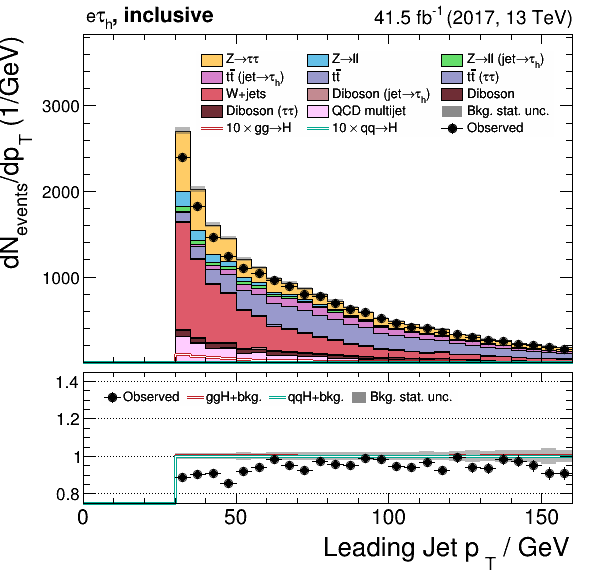 eτh, inclusive
41.5 fb-1 (2017, 13 TeV)
dNevents/dpT (1/GeV)
Z→ττ Z→ll Z→ll (jet→τh)
tt̄ (jet→τh) tt̄ tt̄ (ττ)
W+jets Diboson (jet→τh) Diboson
Diboson (ττ) QCD multijet Bkg. stat. unc.
10 × gg→H 10 × qq→H Observed
3000
2000
1000
1.4
Observed ggH+bkg. qqH+bkg. Bkg. stat. unc.
1.2
1
0.8
0 50 100 150
Leading Jet p T / GeV